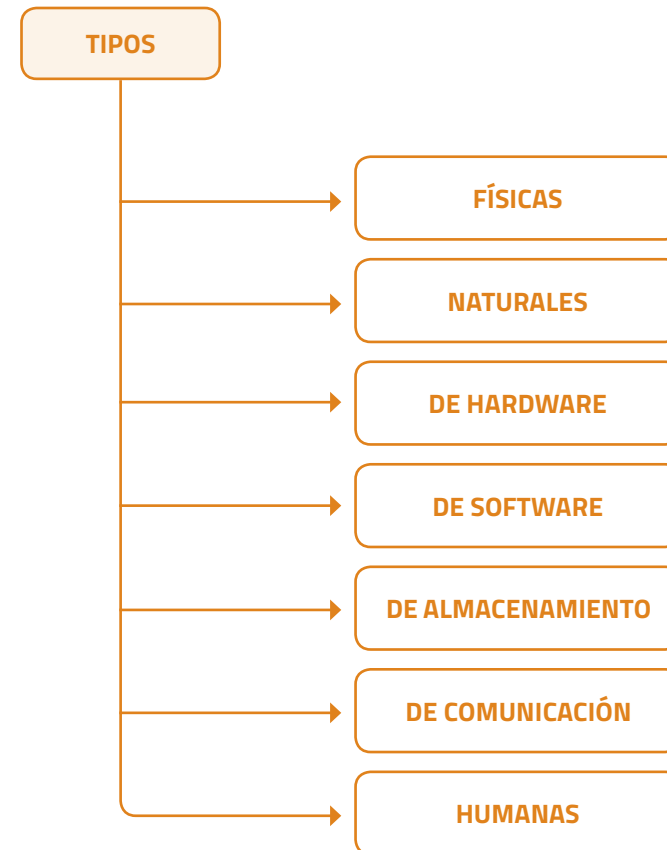 TIPOS
FÍSICAS
NATURALES
DE HARDWARE
DE SOFTWARE
DE ALMACENAMIENTO
DE COMUNICACIÓN
HUMANAS